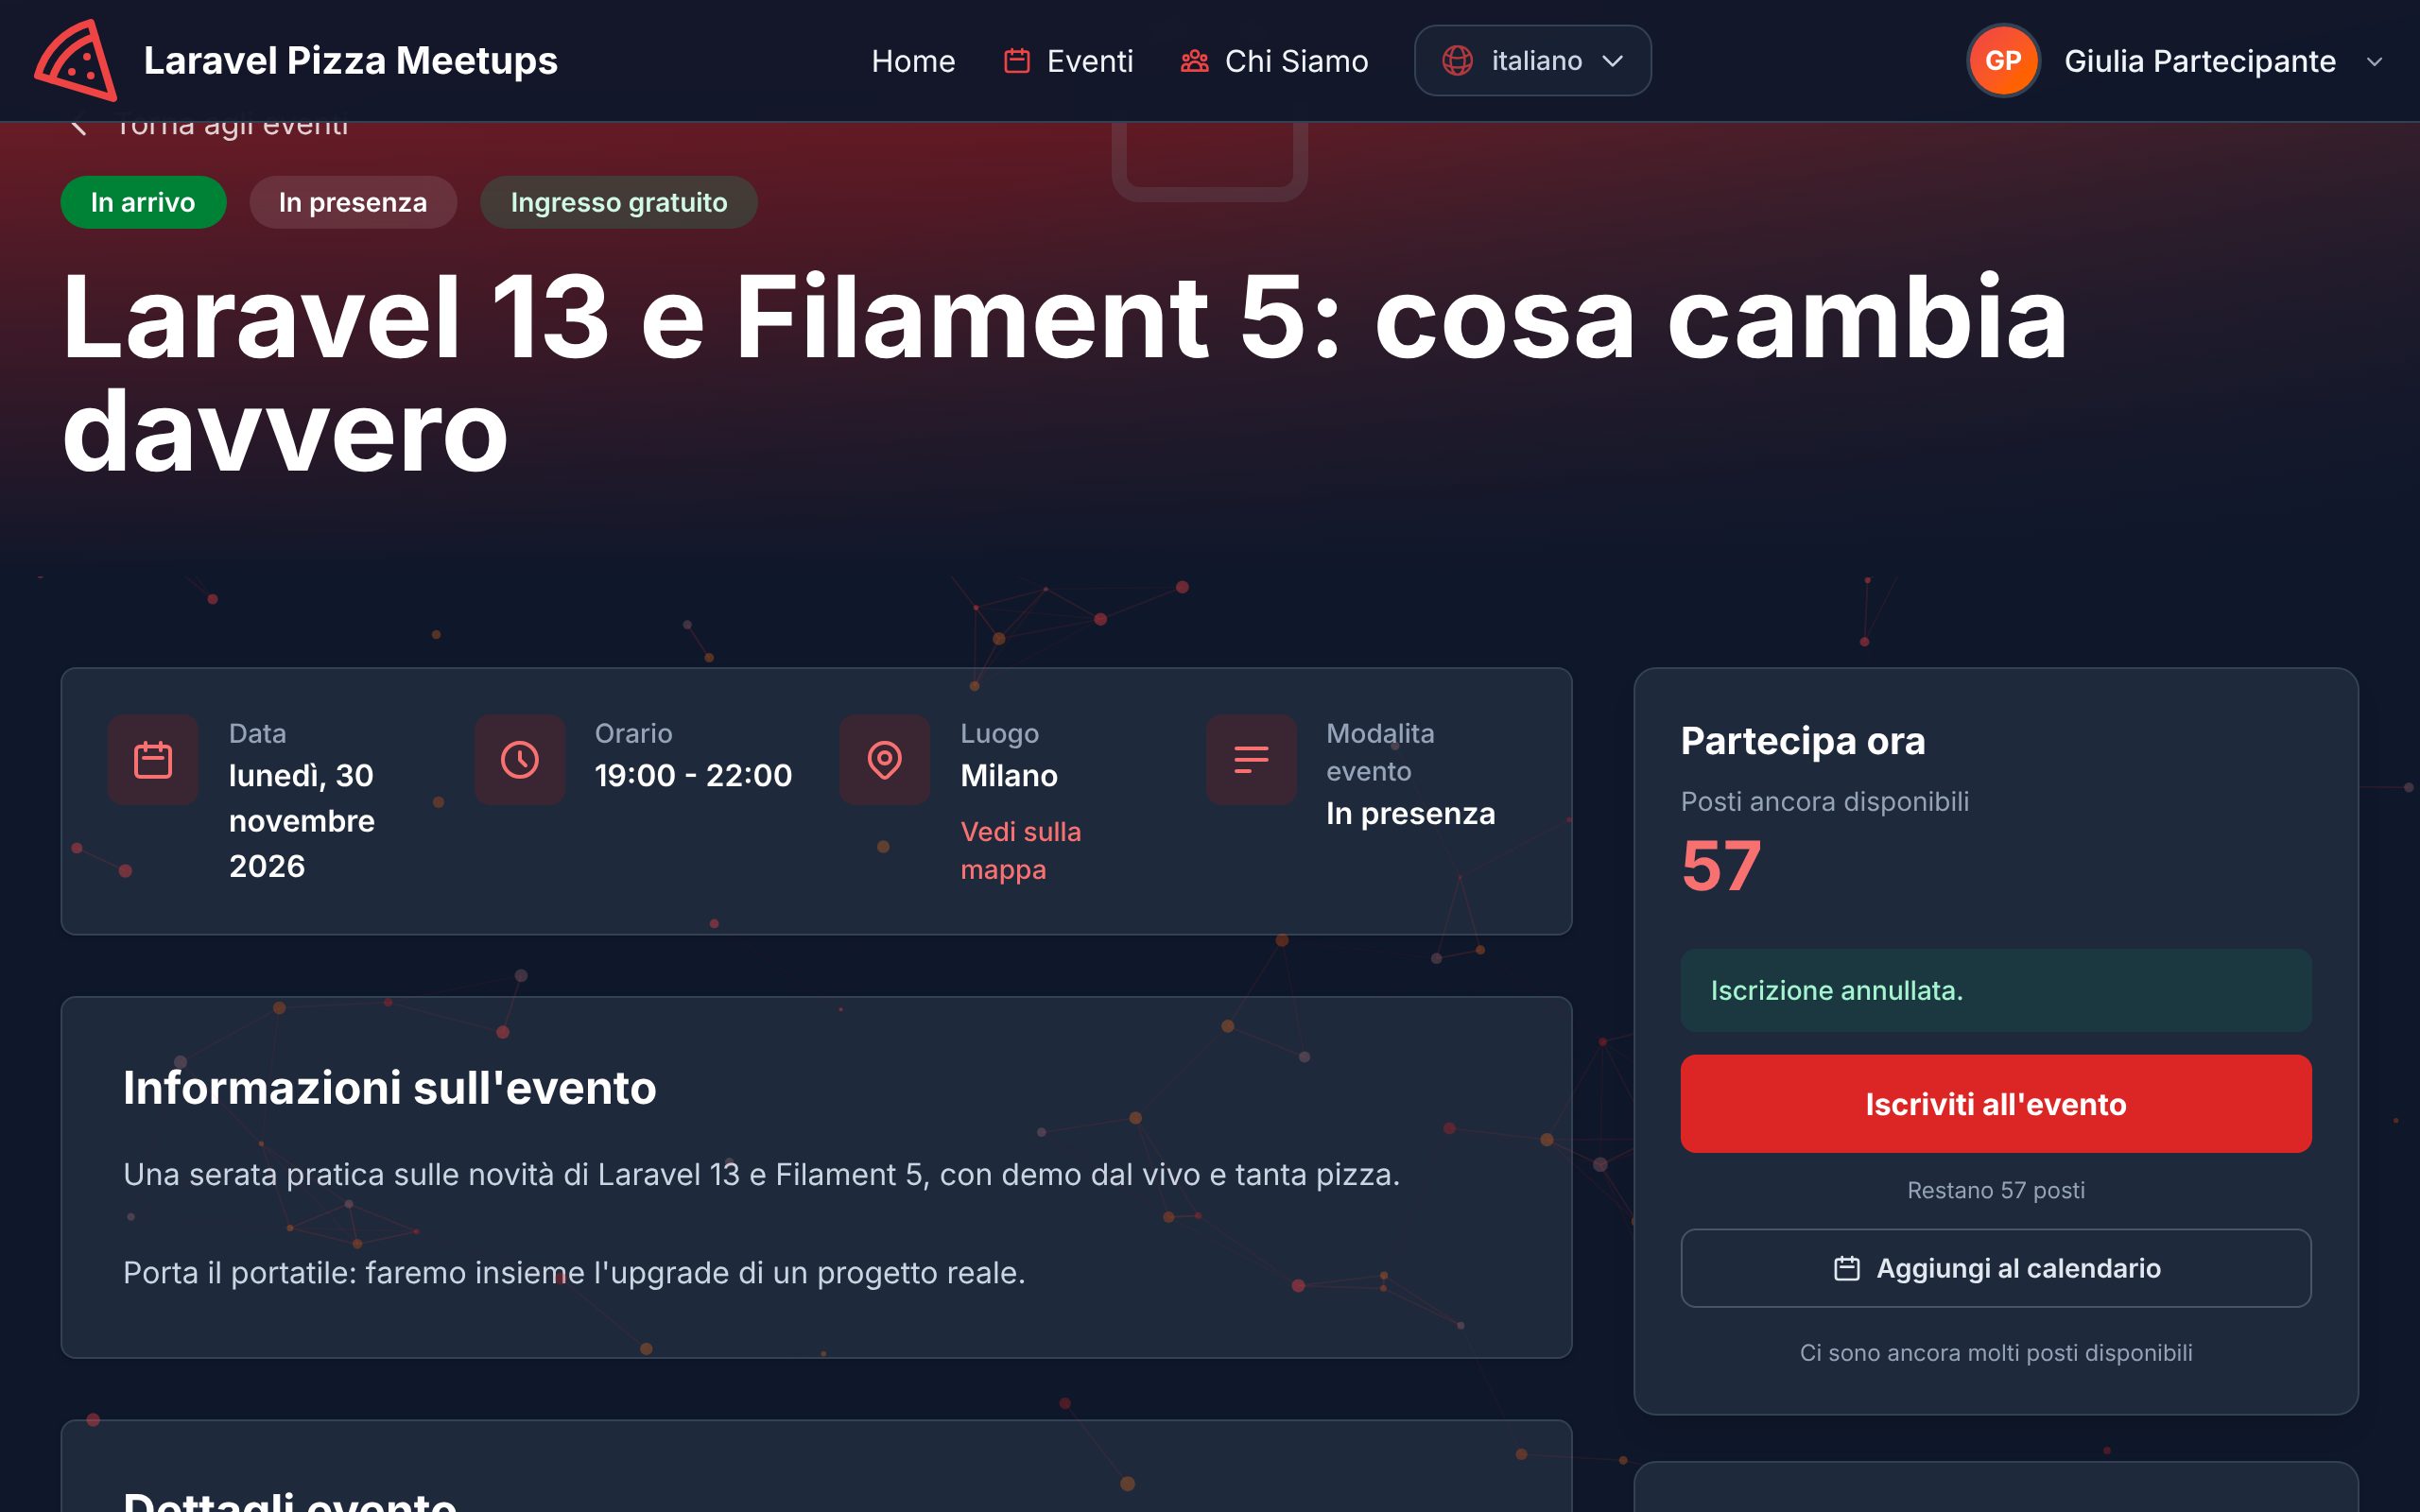 Laravel Pizza Meetups
Home
Eventi
Chi Siamo
italiano
GP
Giulia Partecipante
Torna agli eventi
In arrivo
In presenza
Ingresso gratuito
Laravel 13 e Filament 5: cosa cambia
davvero
Data
lunedì, 30
novembre
2026
Orario
19:00 - 22:00
Luogo
Milano
Vedi sulla
mappa
Modalita
evento
In presenza
Partecipa ora
Posti ancora disponibili
57
Iscrizione annullata.
Iscriviti all'evento
Restano 57 posti
Aggiungi al calendario
Ci sono ancora molti posti disponibili
Informazioni sull'evento
Una serata pratica sulle novità di Laravel 13 e Filament 5, con demo dal vivo e tanta pizza.
Porta il portatile: faremo insieme l'upgrade di un progetto reale.
Dettagli evento